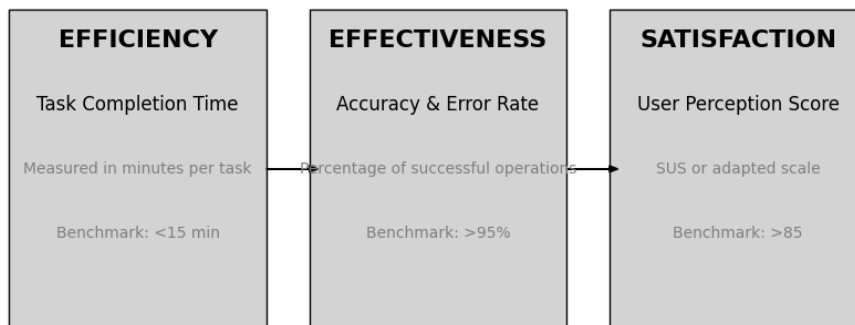 EFFICIENCY
Task Completion Time
Measured in minutes per task
Benchmark: <15 min
EFFECTIVENESS
Accuracy & Error Rate
Percentage of successful operations
Benchmark: >95%
SATISFACTION
User Perception Score
SUS or adapted scale
Benchmark: >85